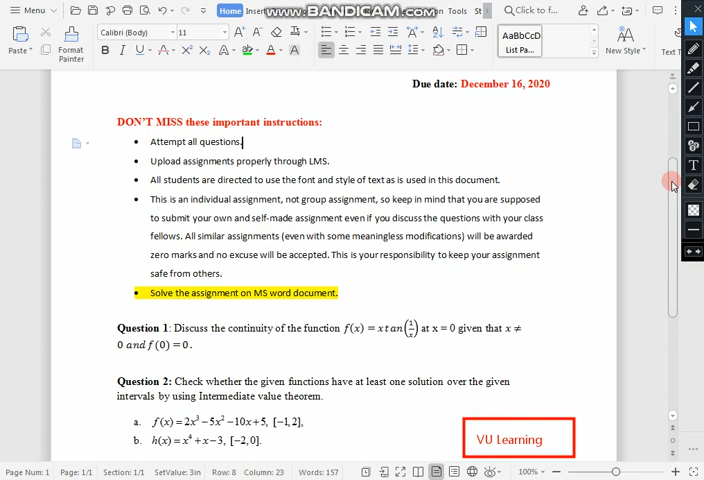 www.BANDICAM.com
Menu Home Insert Tools St Click to f...
Paste Format Painter Calibri (Body) 11 AaBbCcD List Pa... New Style Text T
Due date: December 16, 2020
DON'T MISS these important instructions:
• Attempt all questions.
• Upload assignments properly through LMS.
• All students are directed to use the font and style of text as is used in this document.
• This is an individual assignment, not group assignment, so keep in mind that you are supposed
to submit your own and self-made assignment even if you discuss the questions with your class
fellows. All similar assignments (even with some meaningless modifications) will be awarded
zero marks and no excuse will be accepted. This is your responsibility to keep your assignment
safe from others.
• Solve the assignment on MS word document.
Question 1: Discuss the continuity of the function f(x) = xtan(1/x) at x = 0 given that x ≠
0 and f(0) = 0.
Question 2: Check whether the given functions have at least one solution over the given
intervals by using Intermediate value theorem.
a. f(x) = 2x³ − 5x² − 10x + 5, [−1, 2],
b. h(x) = x⁴ + x − 3, [−2, 0].
VU Learning
Page Num: 1 Page: 1/1 Section: 1/1 SetValue: 3in Row: 8 Column: 23 Words: 157 100%